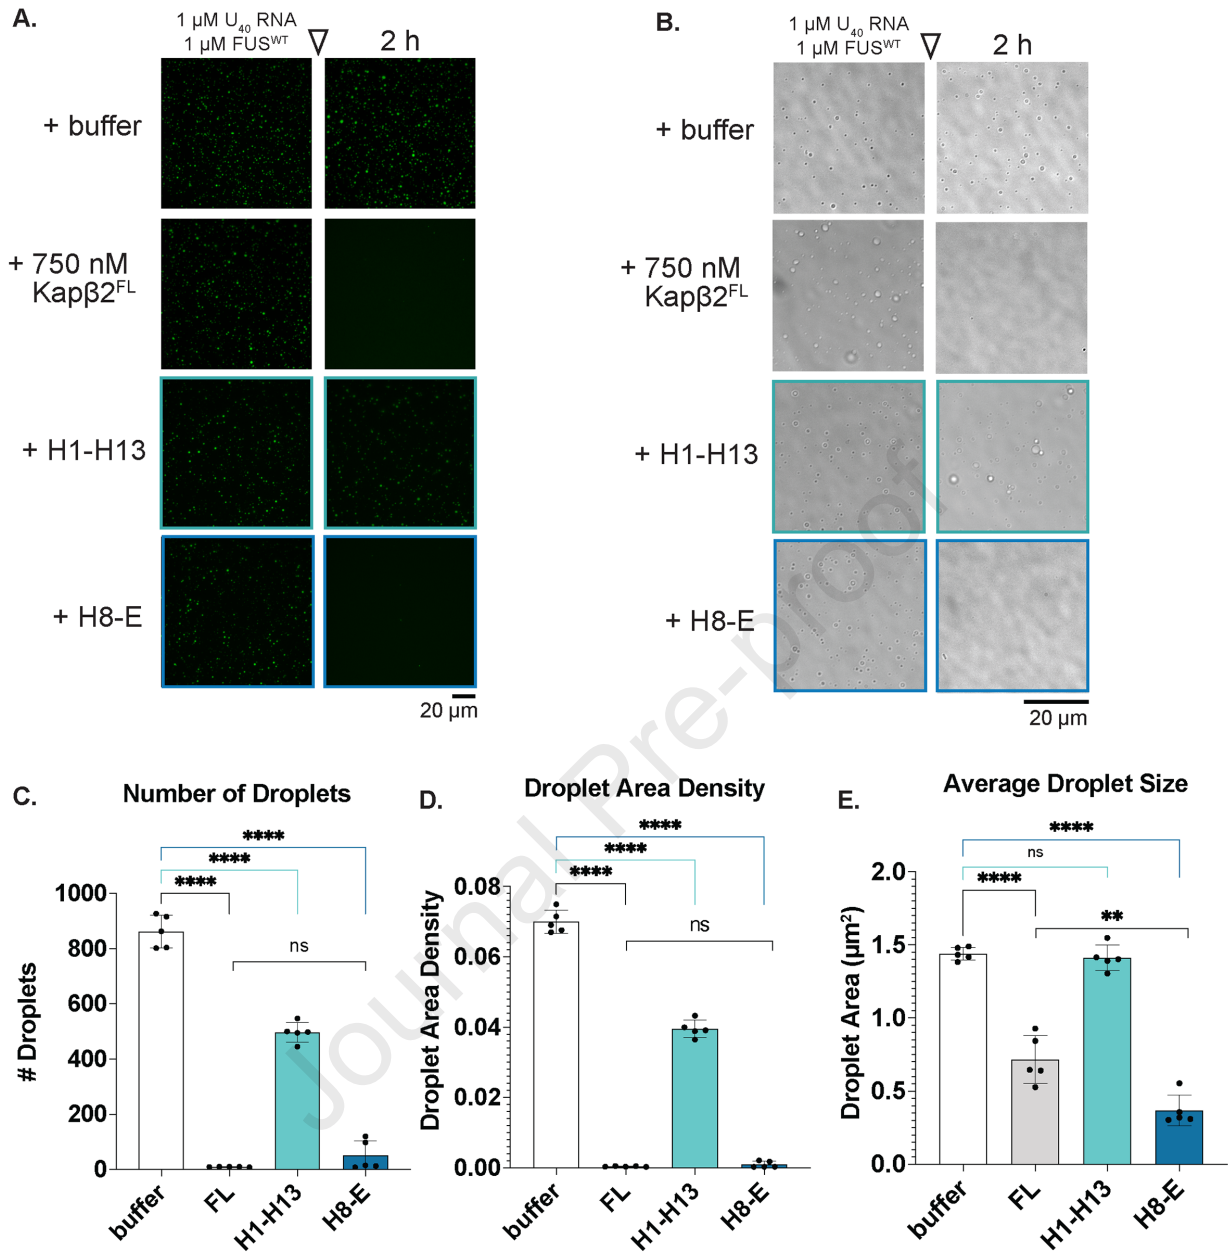 A.
1 µM U40 RNA
1 µM FUSWT
2 h
+ buffer
+ 750 nM
Kapβ2FL
+ H1-H13
+ H8-E
20 µm
B.
1 µM U40 RNA
1 µM FUSWT
2 h
+ buffer
+ 750 nM
Kapβ2FL
+ H1-H13
+ H8-E
20 µm
Journal Pre-proof
C.
Number of Droplets
****
****
****
ns
# Droplets
1000
800
600
400
200
0
buffer
FL
H1-H13
H8-E
D.
Droplet Area Density
****
****
****
ns
Droplet Area Density
0.08
0.06
0.04
0.02
0.00
buffer
FL
H1-H13
H8-E
E.
Average Droplet Size
****
ns
****
**
Droplet Area (µm²)
2.0
1.5
1.0
0.5
0.0
buffer
FL
H1-H13
H8-E